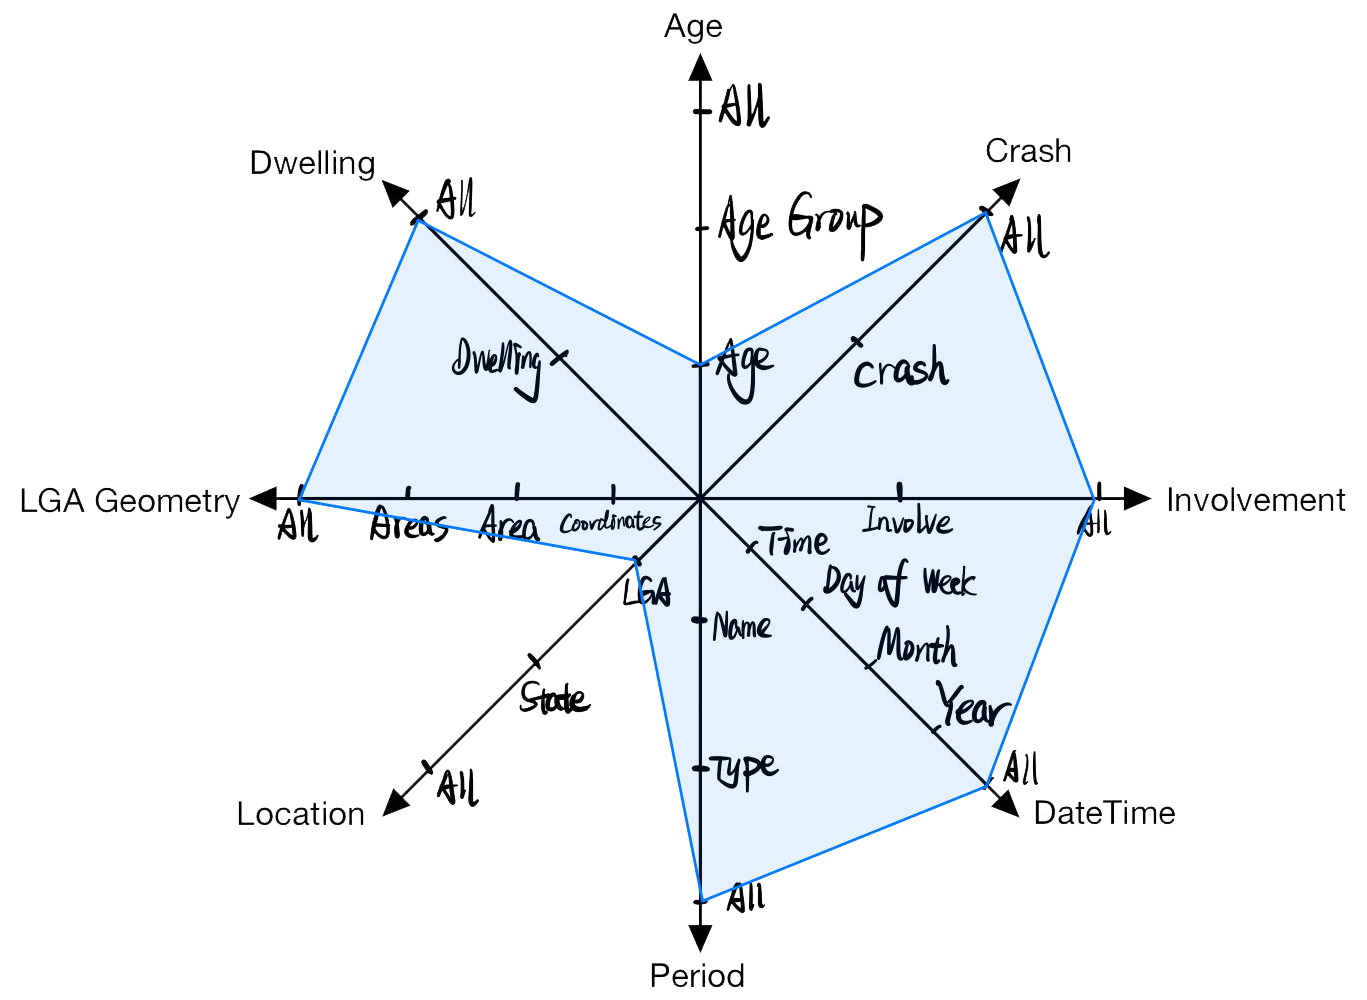 Age
All
Crash
Dwelling
All
Age Group
All
Dwelling
Age
crash
LGA Geometry
All
Areas
Area
Coordinates
Involve
All
Involvement
Time
Day of Week
LGA
Name
Month
State
Year
Type
All
All
Location
DateTime
All
Period